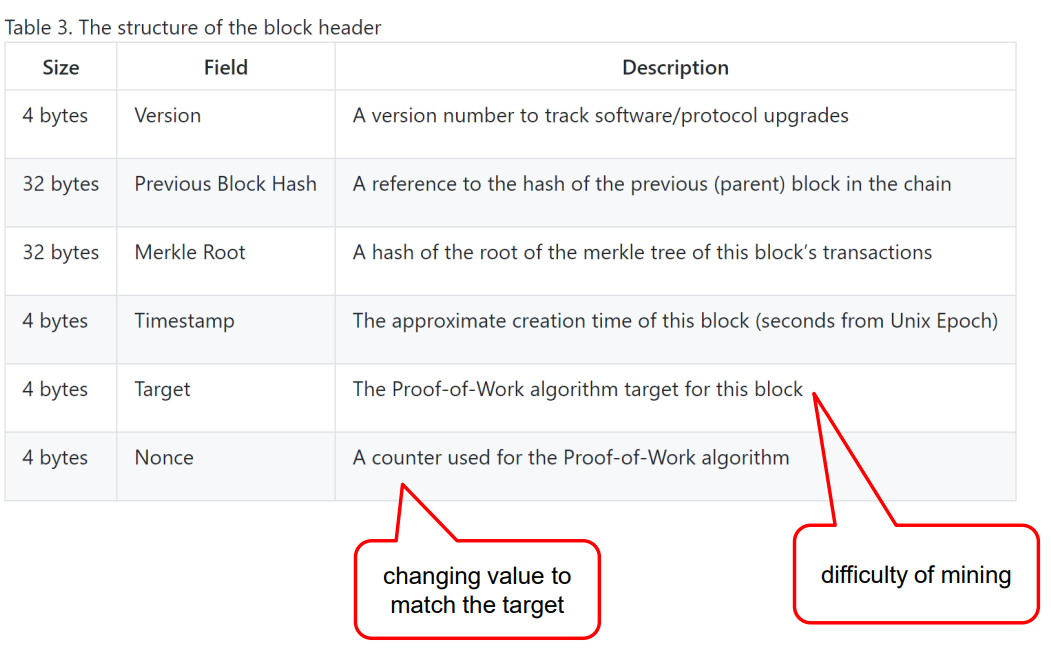 Table 3. The structure of the block header
Size Field Description
4 bytes Version A version number to track software/protocol upgrades
32 bytes Previous Block Hash A reference to the hash of the previous (parent) block in the chain
32 bytes Merkle Root A hash of the root of the merkle tree of this block’s transactions
4 bytes Timestamp The approximate creation time of this block (seconds from Unix Epoch)
4 bytes Target The Proof-of-Work algorithm target for this block
4 bytes Nonce A counter used for the Proof-of-Work algorithm
changing value to
match the target
difficulty of mining